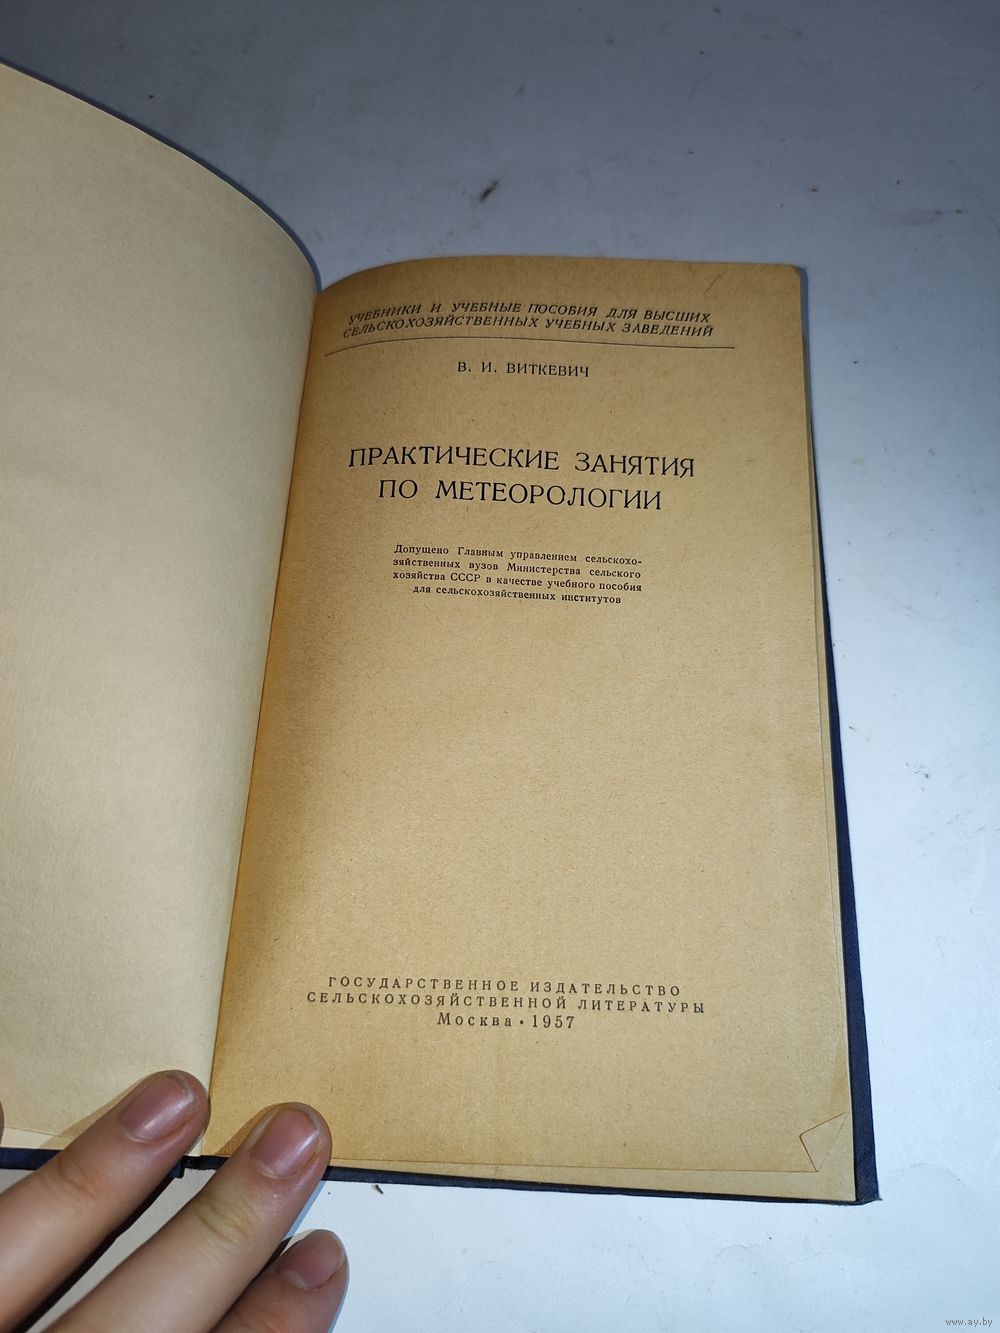 УЧЕБНИКИ И УЧЕБНЫЕ ПОСОБИЯ ДЛЯ ВЫСШИХ
СЕЛЬСКОХОЗЯЙСТВЕННЫХ УЧЕБНЫХ ЗАВЕДЕНИЙ
В. И. ВИТКЕВИЧ
ПРАКТИЧЕСКИЕ ЗАНЯТИЯ
ПО МЕТЕОРОЛОГИИ
Допущено Главным управлением сельскохо-
зяйственных вузов Министерства сельского
хозяйства СССР в качестве учебного пособия
для сельскохозяйственных институтов
ГОСУДАРСТВЕННОЕ ИЗДАТЕЛЬСТВО
СЕЛЬСКОХОЗЯЙСТВЕННОЙ ЛИТЕРАТУРЫ
Москва • 1957
www.ay.by